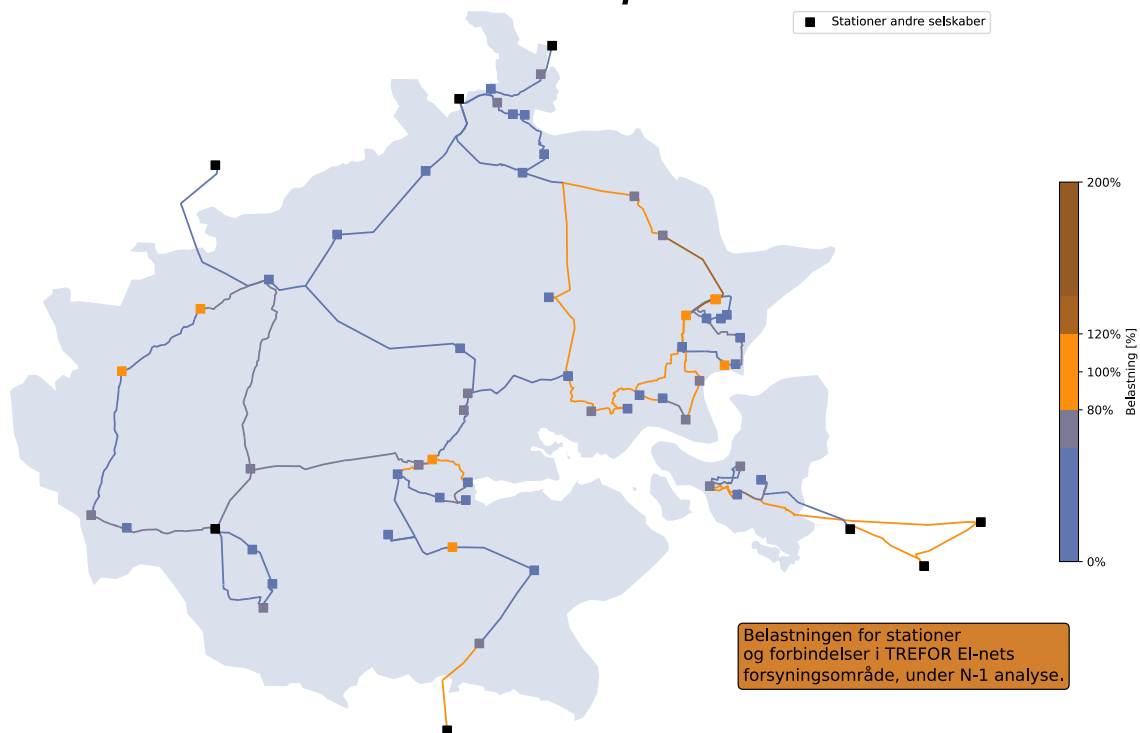 Stationer andre selskaber
200%
120%
100%
80%
0%
Belastning [%]
Belastningen for stationer
og forbindelser i TREFOR El-nets
forsyningsområde, under N-1 analyse.